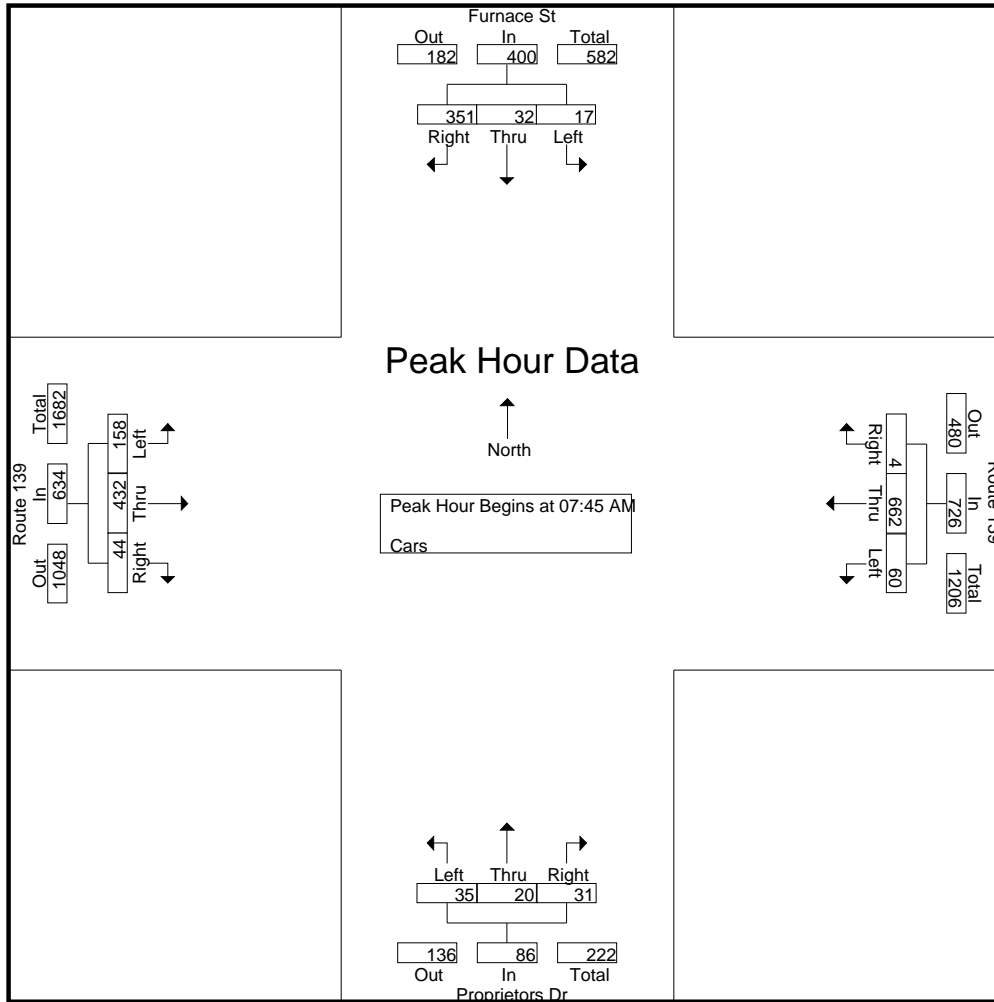 Furnace St
Out In Total
182 400 582
351 32 17
Right Thru Left
Peak Hour Data
North
Peak Hour Begins at 07:45 AM
Cars
Route 139
Total In Out
1682 634 1048
158 432 44
Left Thru Right
Route 139
Out In Total
480 726 1206
4 662 60
Right Thru Left
Left Thru Right
35 20 31
136 86 222
Out In Total
Proprietors Dr